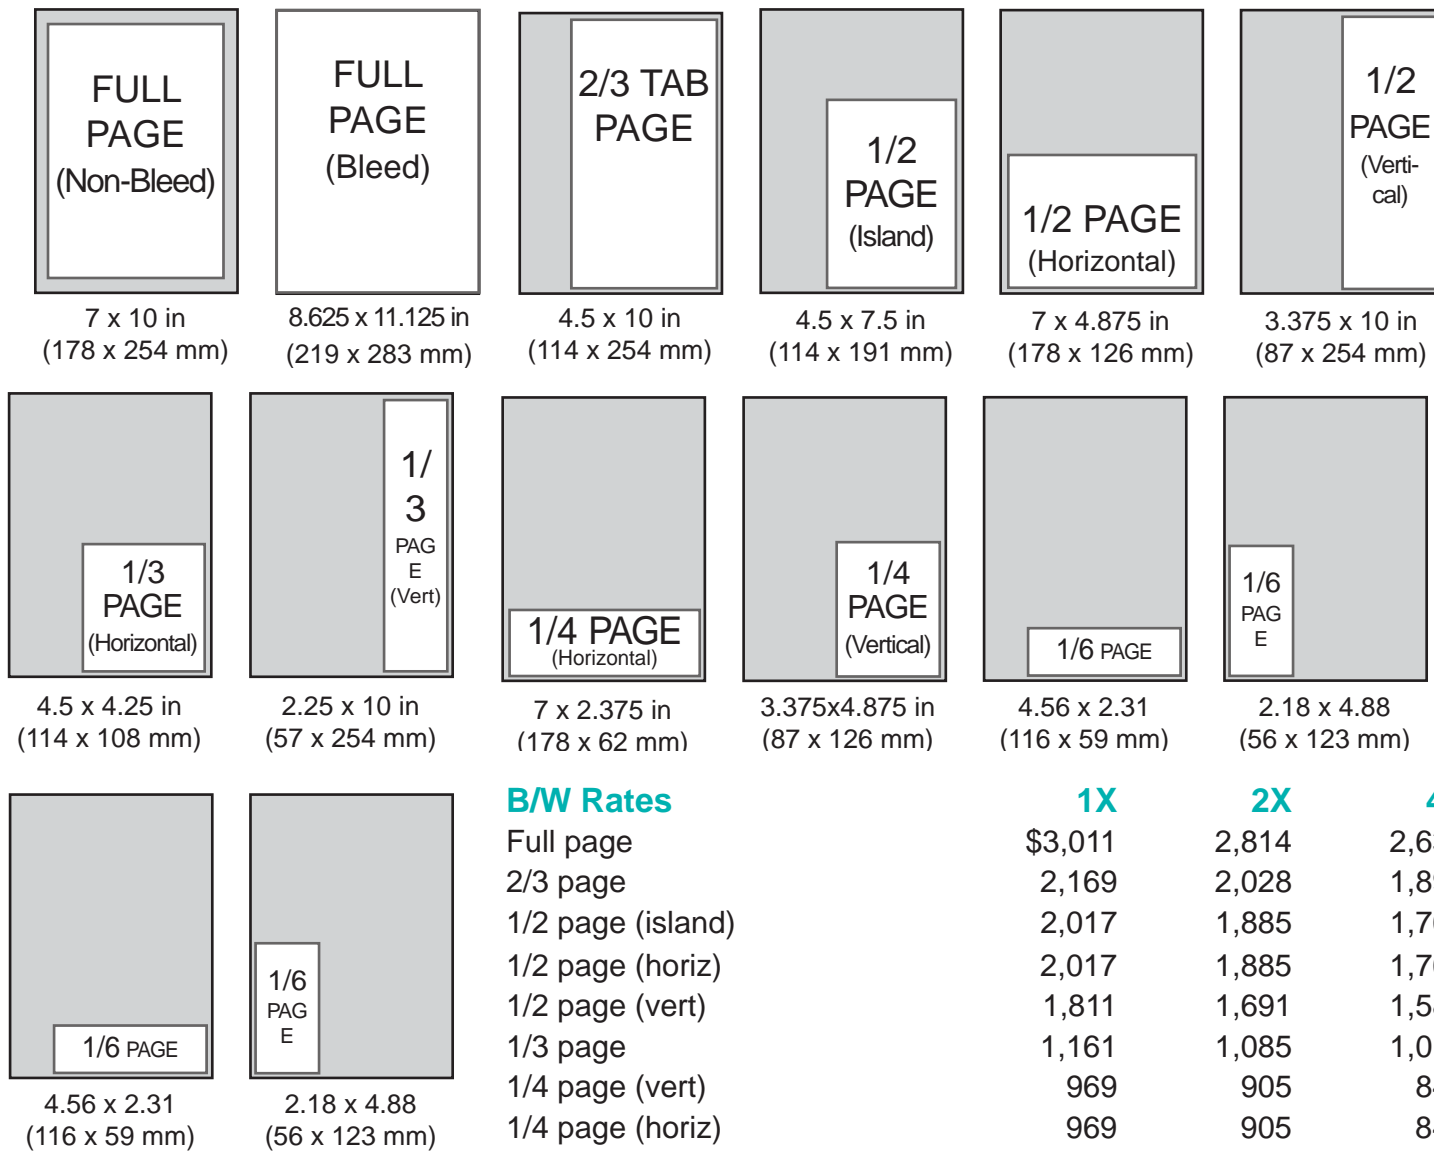 FULL
PAGE
(Non-Bleed)
7 x 10 in
(178 x 254 mm)
FULL
PAGE
(Bleed)
8.625 x 11.125 in
(219 x 283 mm)
2/3 TAB
PAGE
4.5 x 10 in
(114 x 254 mm)
1/2
PAGE
(Island)
4.5 x 7.5 in
(114 x 191 mm)
1/2 PAGE
(Horizontal)
7 x 4.875 in
(178 x 126 mm)
1/2
PAGE
(Verti-
cal)
3.375 x 10 in
(87 x 254 mm)
1/3
PAGE
(Horizontal)
4.5 x 4.25 in
(114 x 108 mm)
1/
3
PAG
E
(Vert)
2.25 x 10 in
(57 x 254 mm)
1/4 PAGE
(Horizontal)
7 x 2.375 in
(178 x 62 mm)
1/4
PAGE
(Vertical)
3.375x4.875 in
(87 x 126 mm)
1/6 PAGE
4.56 x 2.31
(116 x 59 mm)
1/6
PAG
E
2.18 x 4.88
(56 x 123 mm)
1/6 PAGE
4.56 x 2.31
(116 x 59 mm)
1/6
PAG
E
2.18 x 4.88
(56 x 123 mm)
B/W Rates 1X 2X
Full page $3,011 2,814
2/3 page 2,169 2,028
1/2 page (island) 2,017 1,885
1/2 page (horiz) 2,017 1,885
1/2 page (vert) 1,811 1,691
1/3 page 1,161 1,085
1/4 page (vert) 969 905
1/4 page (horiz) 969 905